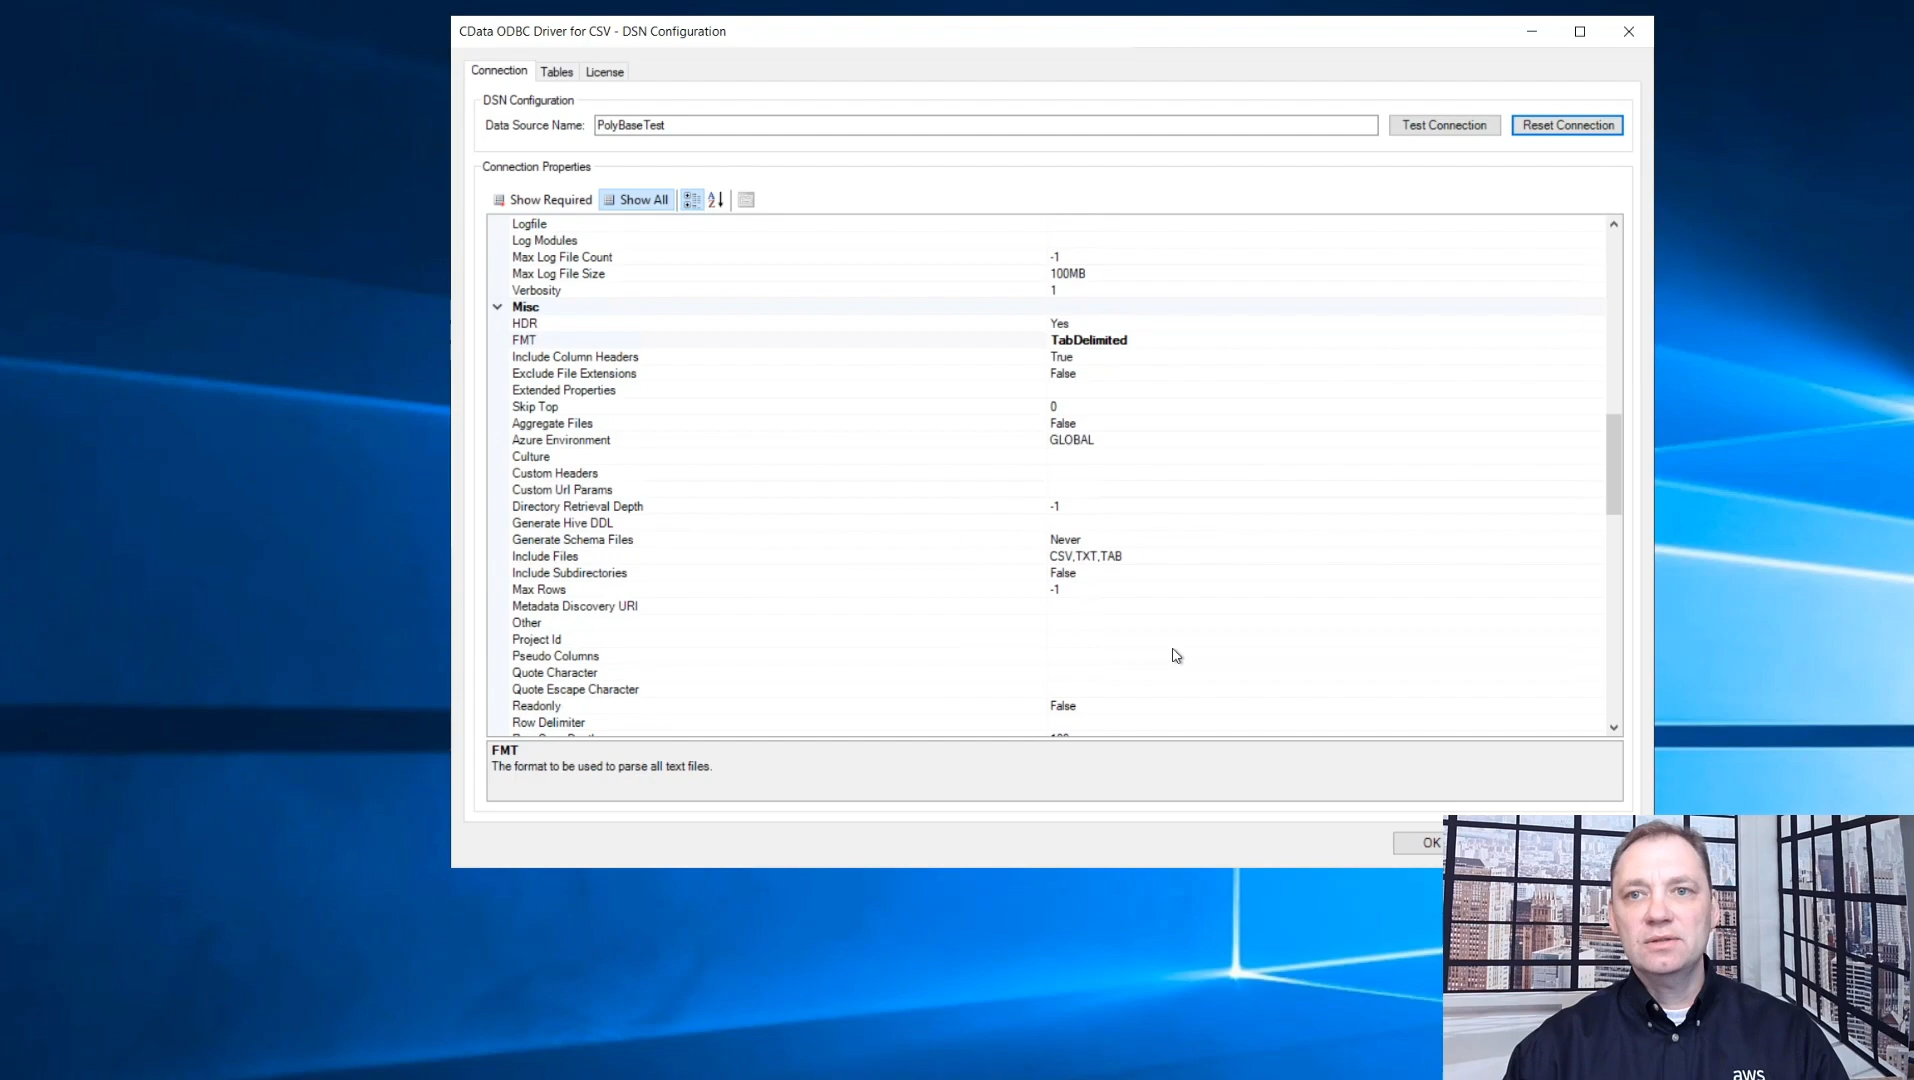 CData ODBC Driver for CSV - DSN Configuration
Connection Tables License
DSN Configuration
Data Source Name: PolyBaseTest Test Connection Reset Connection
Connection Properties
Show Required Show All
Logfile
Log Modules
Max Log File Count -1
Max Log File Size 100MB
Verbosity 1
Misc
HDR Yes
FMT TabDelimited
Include Column Headers True
Exclude File Extensions False
Extended Properties
Skip Top 0
Aggregate Files False
Azure Environment GLOBAL
Culture
Custom Headers
Custom Url Params
Directory Retrieval Depth -1
Generate Hive DDL
Generate Schema Files Never
Include Files CSV,TXT,TAB
Include Subdirectories False
Max Rows -1
Metadata Discovery URI
Other
Project Id
Pseudo Columns
Quote Character
Quote Escape Character
Readonly False
Row Delimiter
FMT
The format to be used to parse all text files.
OK
aws